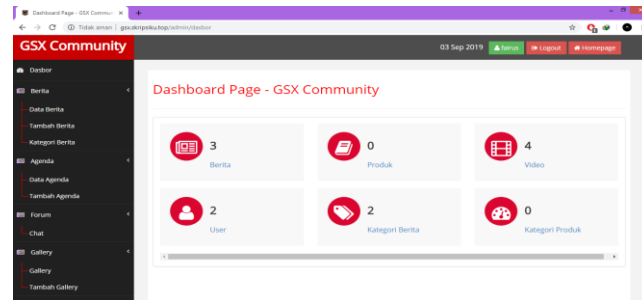 Dashboard Page - GSX Commun
Tidak aman | gsx.skripsiku.top/admin/dasbor
GSX Community
03 Sep 2019
fairus
Logout
Homepage
Dasbor
Berita
Data Berita
Tambah Berita
Kategori Berita
Agenda
Data Agenda
Tambah Agenda
Forum
Chat
Gallery
Gallery
Tambah Gallery
Dashboard Page - GSX Community
3
Berita
0
Produk
4
Video
2
User
2
Kategori Berita
0
Kategori Produk